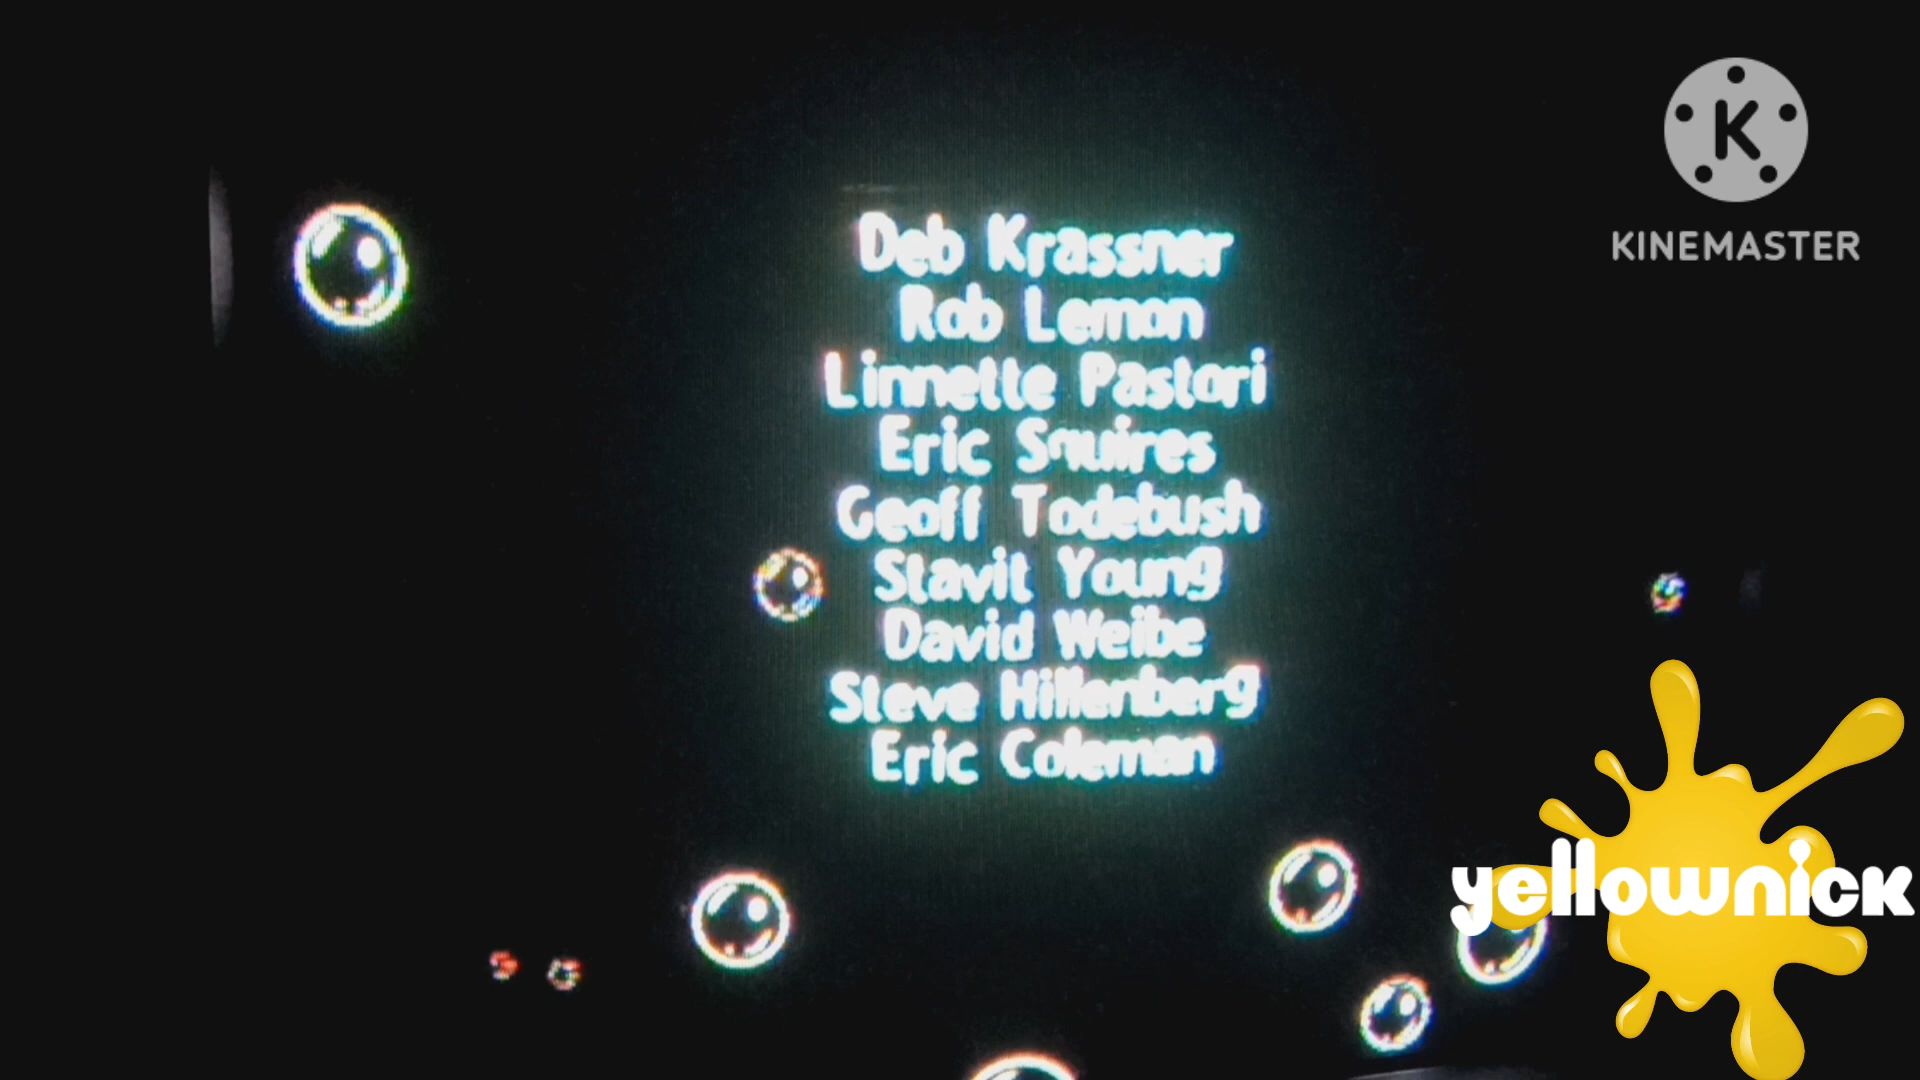 K
KINEMASTER
Deb Krassner
Rob Lemon
Linnette Pastori
Eric Squires
Geoff Todebush
Stavit Young
David Weibe
Steve Hillenberg
Eric Coleman
yellownick